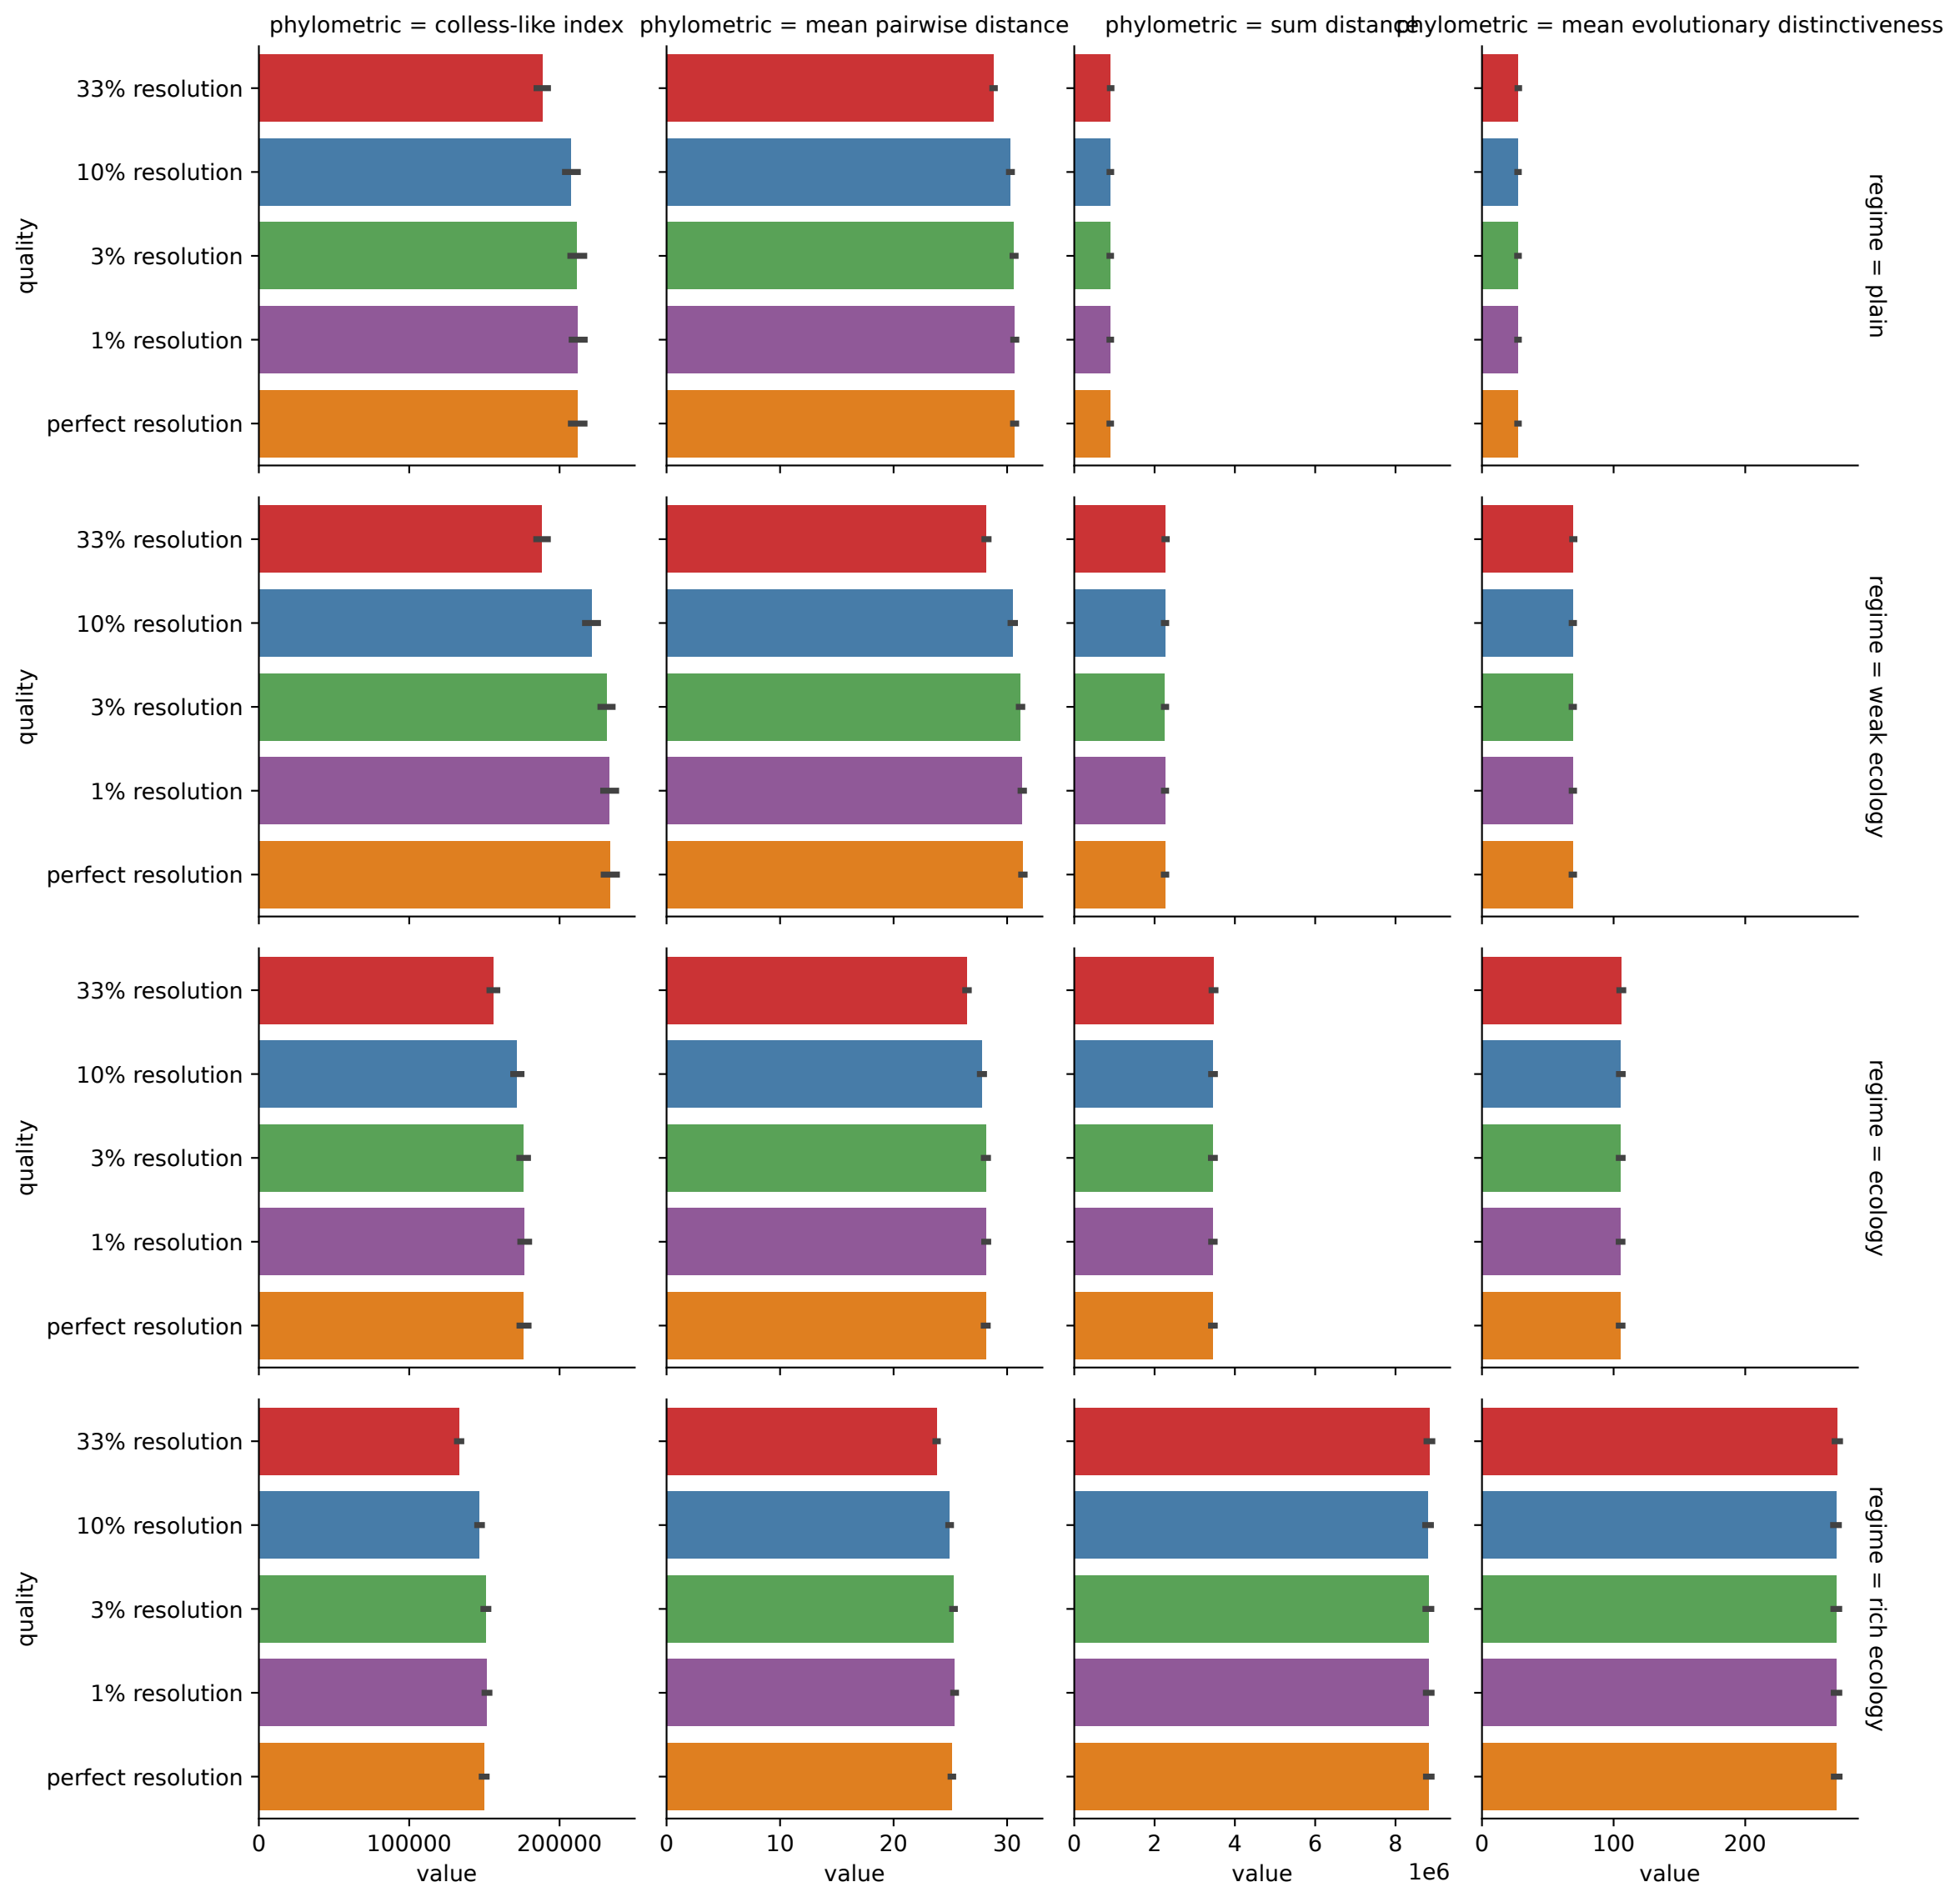 phylometric = colless-like index
phylometric = mean pairwise distance
phylometric = sum distance
phylometric = mean evolutionary distinctiveness
quality
33% resolution
10% resolution
3% resolution
1% resolution
perfect resolution
regime = plain
quality
33% resolution
10% resolution
3% resolution
1% resolution
perfect resolution
regime = weak ecology
quality
33% resolution
10% resolution
3% resolution
1% resolution
perfect resolution
regime = ecology
quality
33% resolution
10% resolution
3% resolution
1% resolution
perfect resolution
regime = rich ecology
0 100000 200000
value
0 10 20 30
value
0 2 4 6 8
1e6
value
0 100 200
value